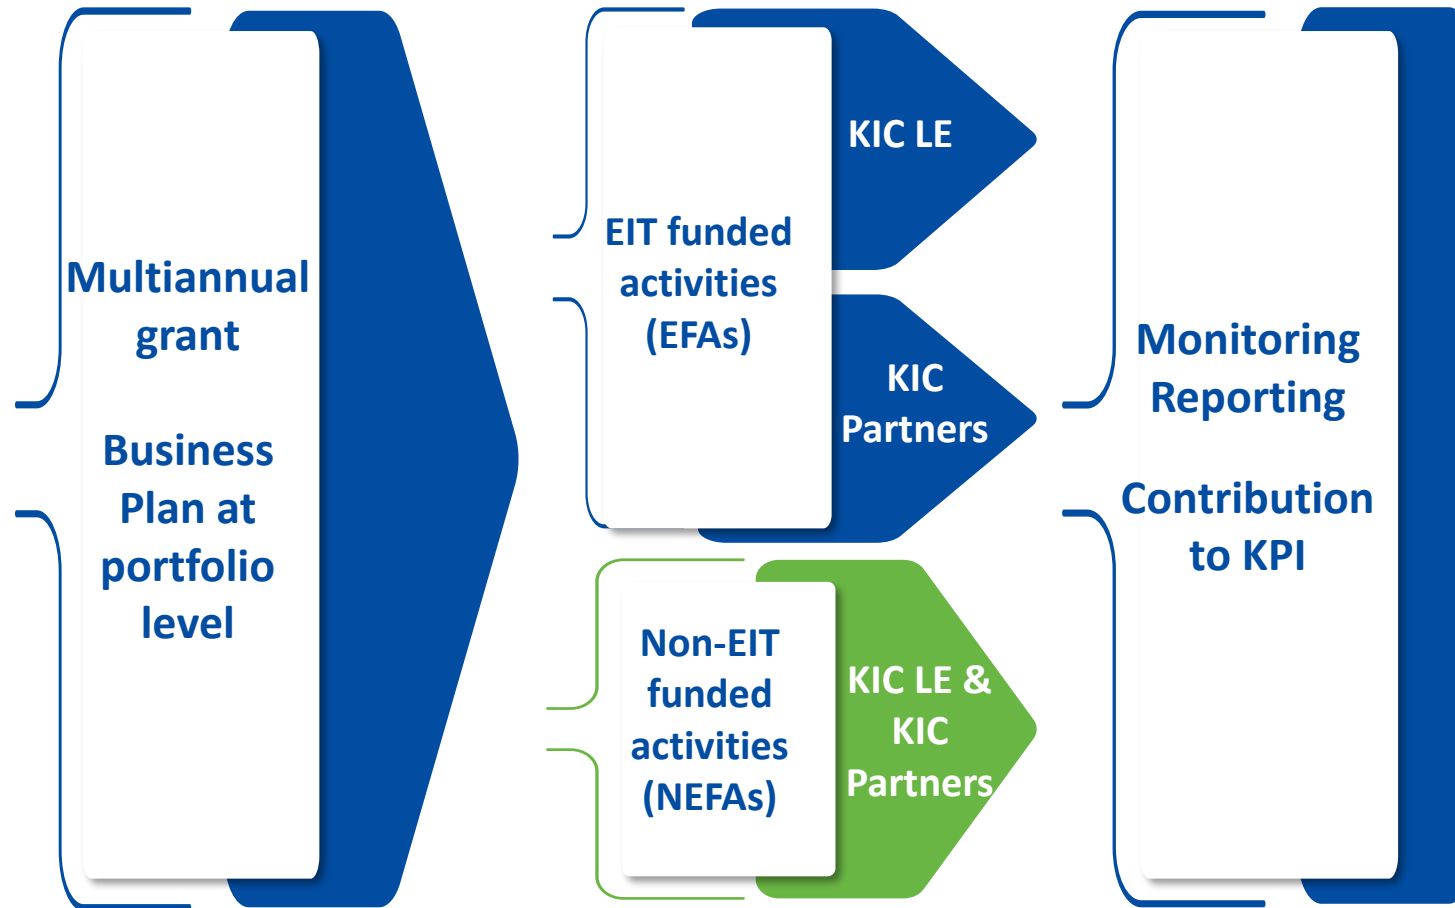 Multiannual
grant
Business
Plan at
portfolio
level
EIT funded
activities
(EFAs)
KIC LE
KIC
Partners
Non-EIT
funded
activities
(NEFAs)
KIC LE &
KIC
Partners
Monitoring
Reporting
Contribution
to KPI